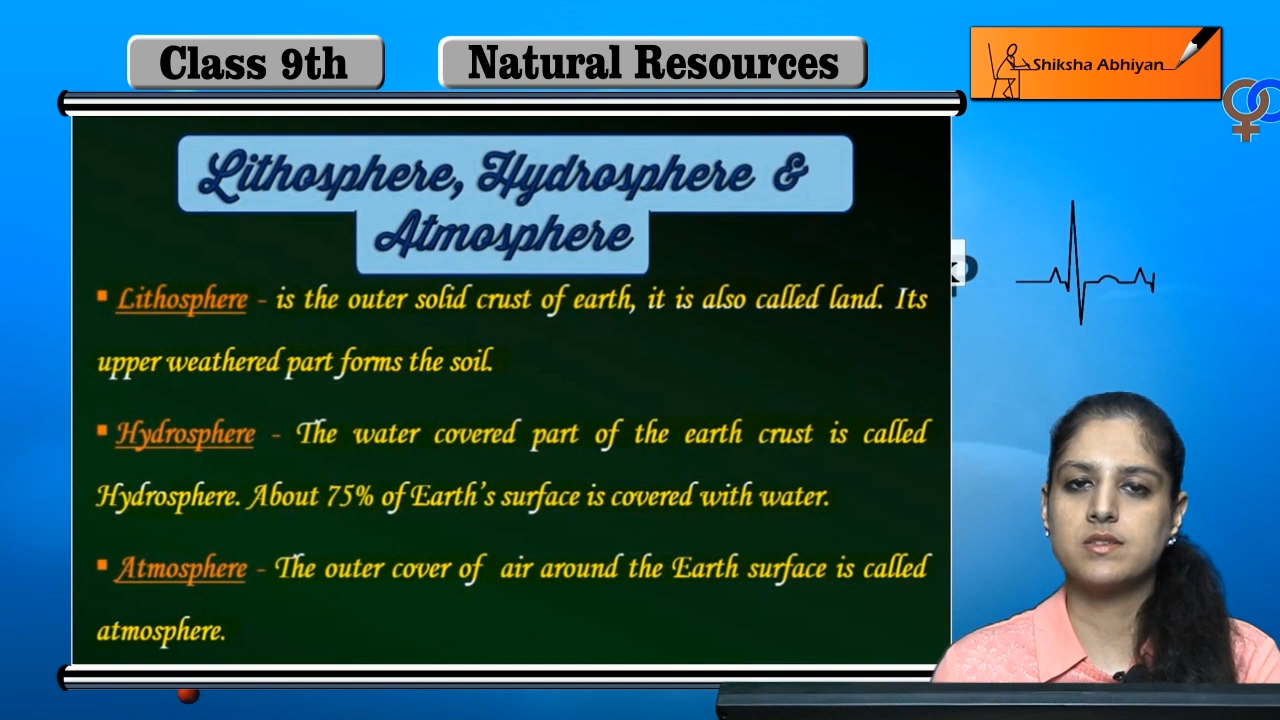 Class 9th
Natural Resources
Shiksha Abhiyan
Lithosphere, Hydrosphere &
Atmosphere
▪ Lithosphere - is the outer solid crust of earth, it is also called land. Its
upper weathered part forms the soil.
▪ Hydrosphere - The water covered part of the earth crust is called
Hydrosphere. About 75% of Earth's surface is covered with water.
▪ Atmosphere - The outer cover of air around the Earth surface is called
atmosphere.